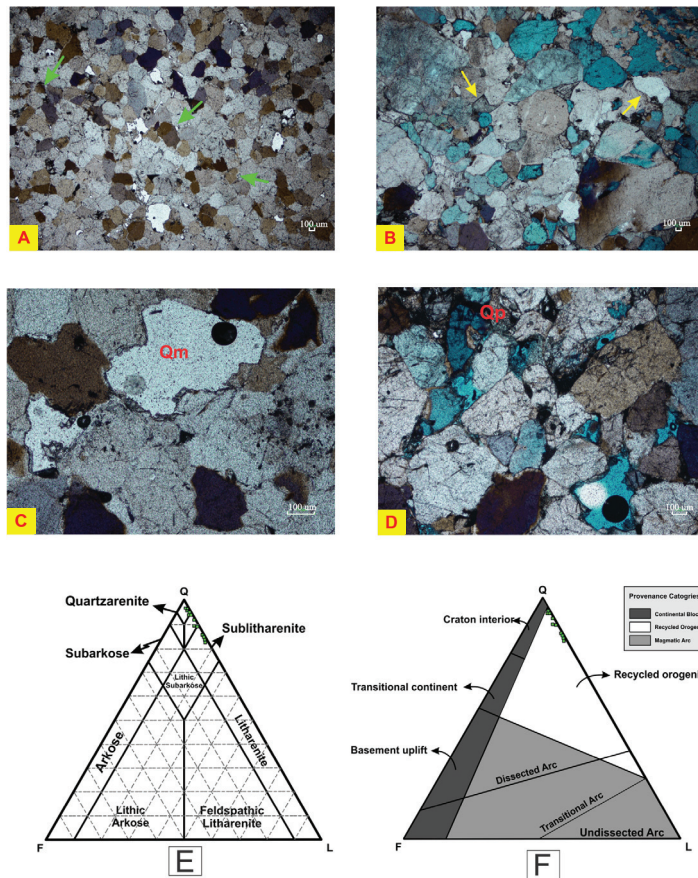 A
100 um
B
100 um
Qm
C
100 um
Qp
D
100 um
Q
Quartzarenite
Sublitharenite
Subarkose
Lithic
Subarkose
Arkose
Litharenite
Lithic
Arkose
Feldspathic
Litharenite
F
L
E
Q
Provenance Catogries
Continental Bloc
Recycled Orogen
Magmatic Arc
Craton interior
Recycled orogeni
Transitional continent
Basement uplift
Dissected Arc
Transitional Arc
Undissected Arc
F
L
F